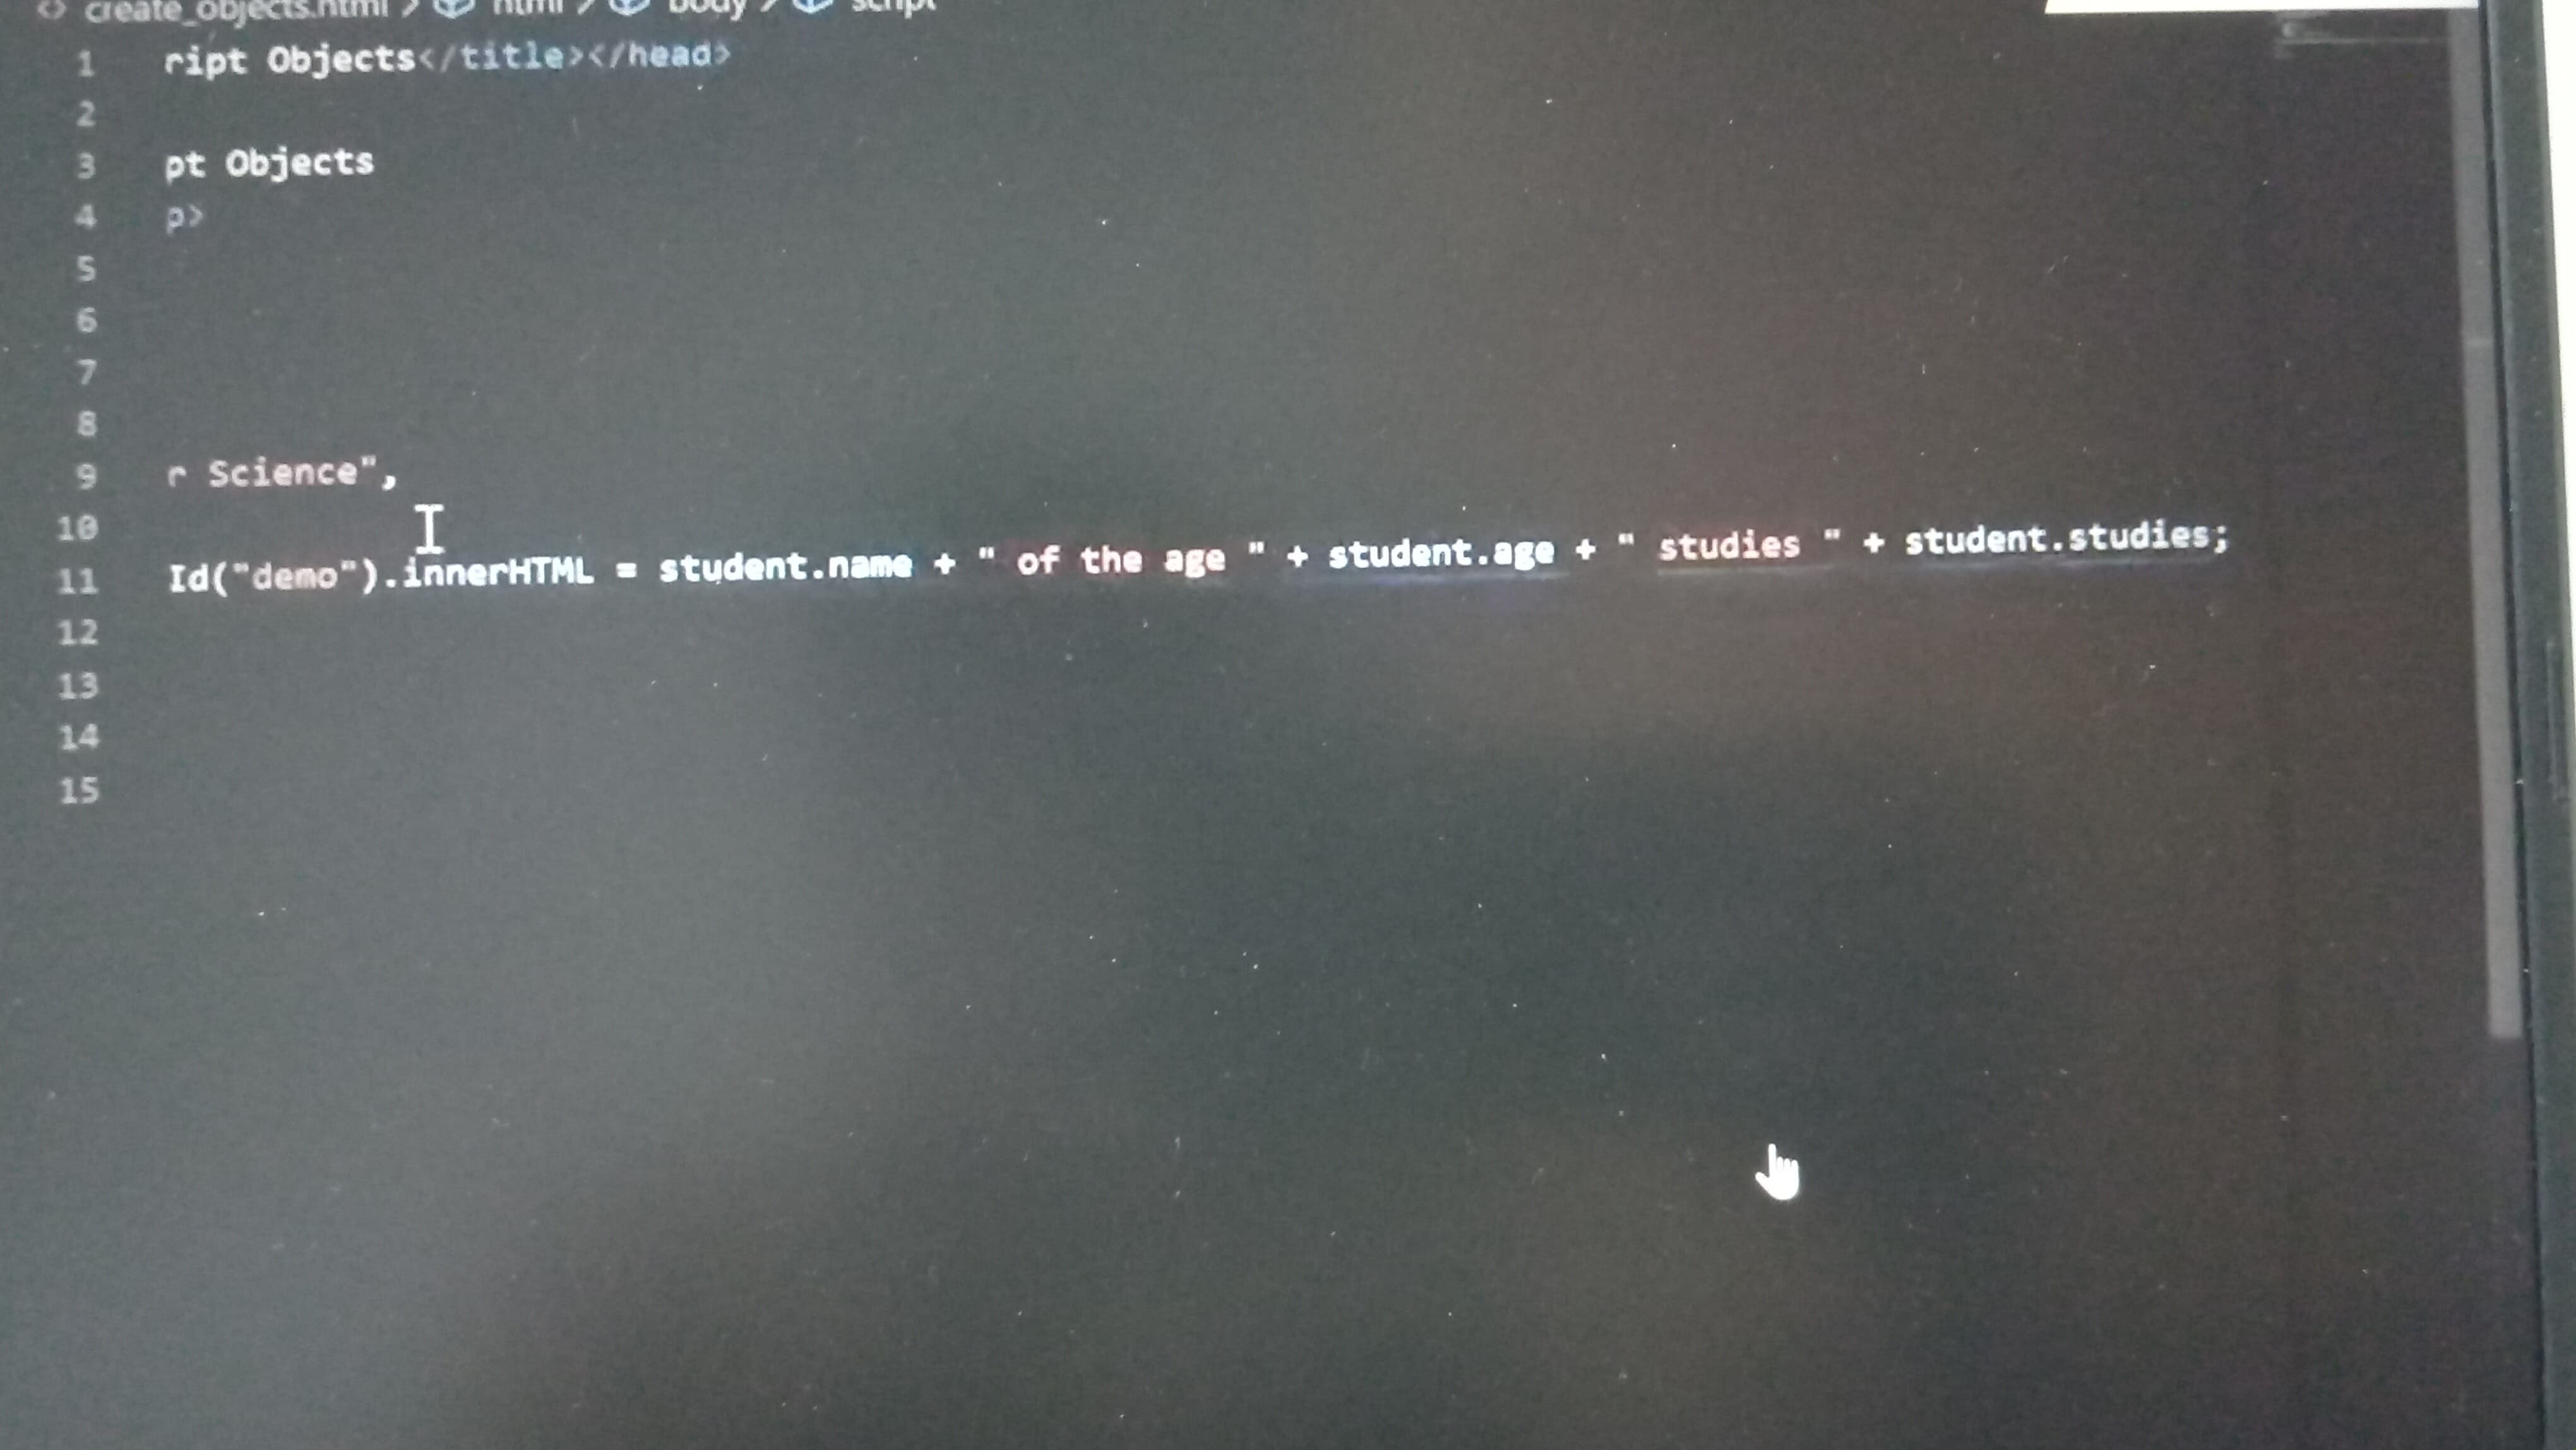 create_objects.html > html > body > script
1 ript Objects</title></head>
2
3 pt Objects
4 p>
5
6
7
8
9 r Science",
10
11 Id("demo").innerHTML = student.name + " of the age " + student.age + " studies " + student.studies;
12
13
14
15